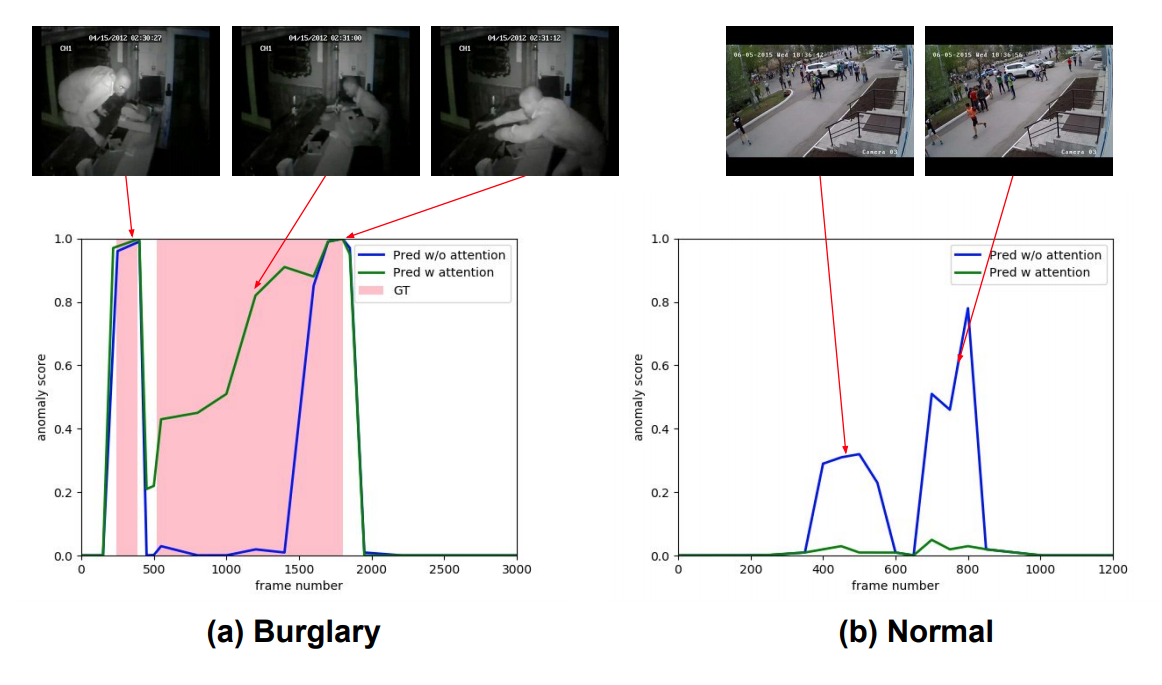 04/15/2012 02:30:27
CH1
04/15/2012 02:31:00
CH1
04/15/2012 02:31:12
CH1
06-05-2015 Wed 18:36:42
Camera 03
06-05-2015 Wed 18:36:56
Camera 03
1.0
0.8
0.6
0.4
0.2
0.0
anomaly score
0 500 1000 1500 2000 2500 3000
frame number
Pred w/o attention
Pred w attention
GT
(a) Burglary
1.0
0.8
0.6
0.4
0.2
0.0
anomaly score
0 200 400 600 800 1000 1200
frame number
Pred w/o attention
Pred w attention
(b) Normal